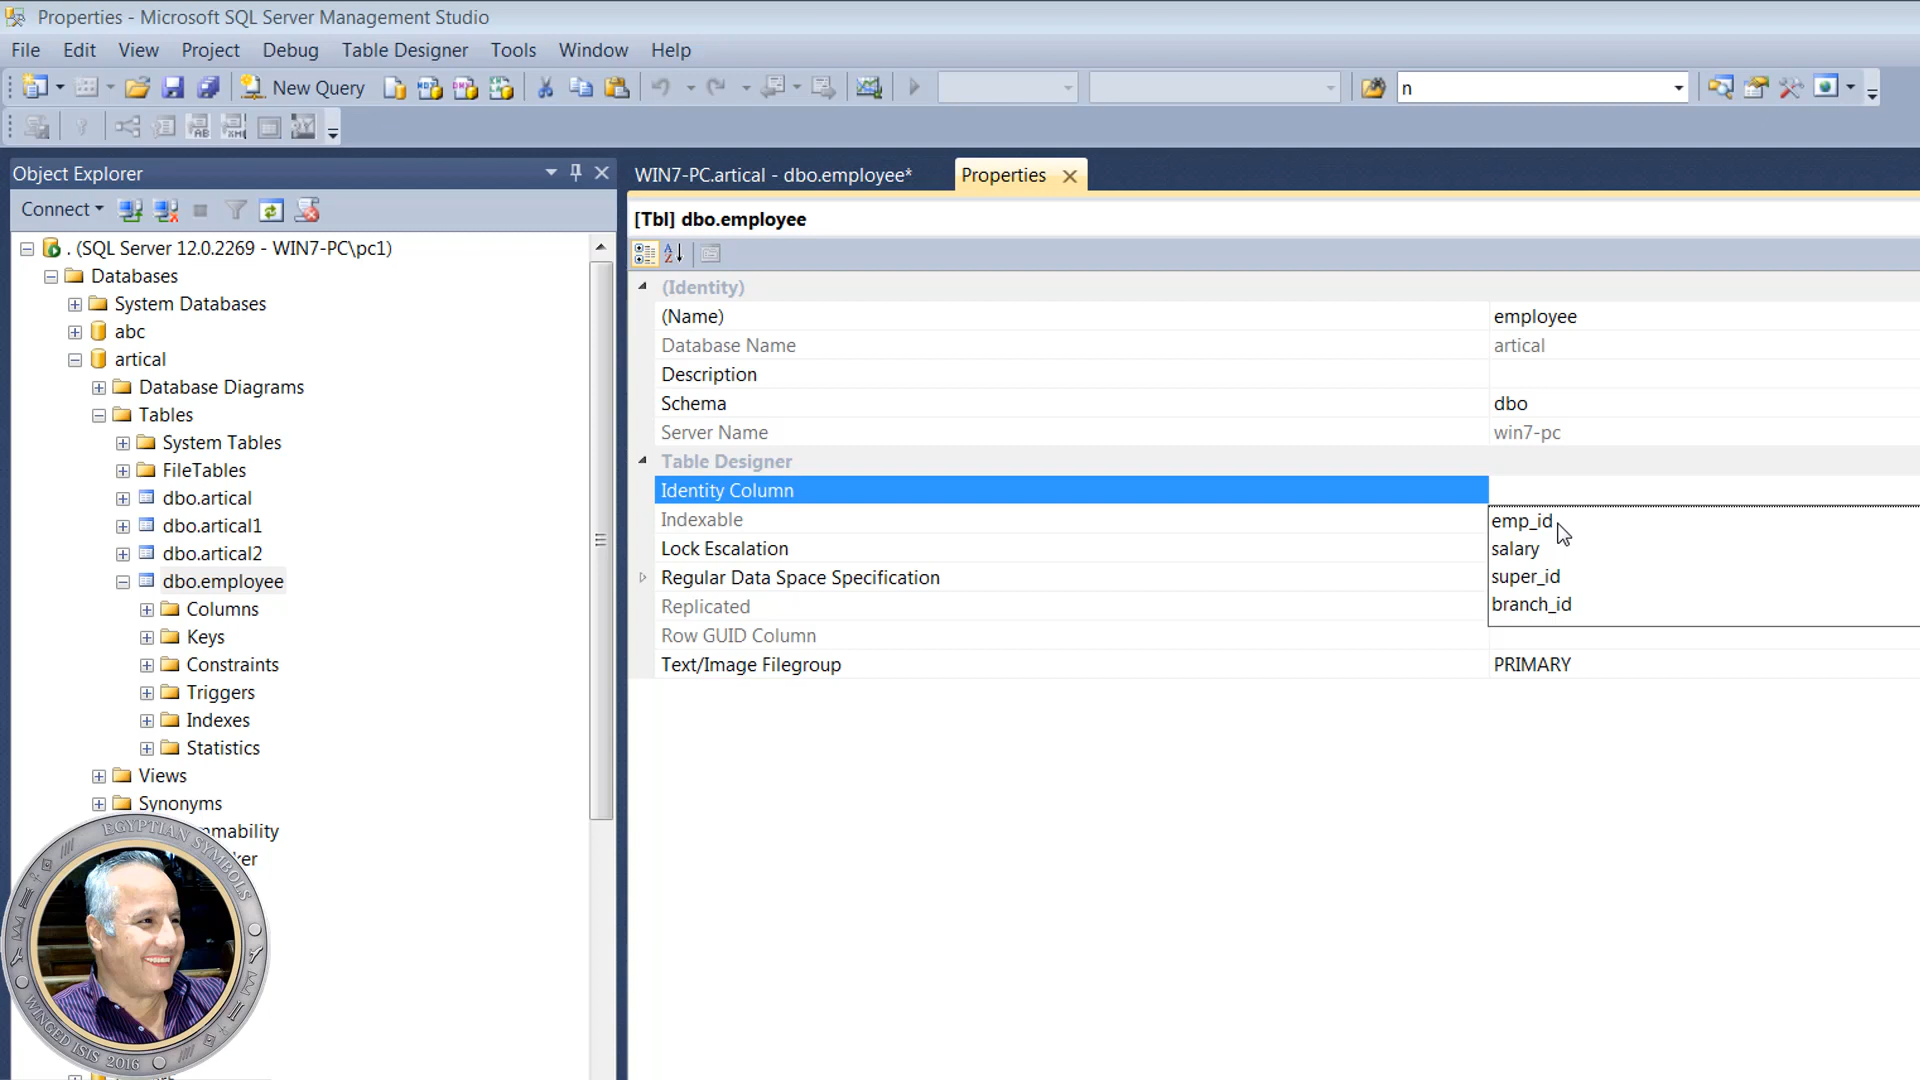 Properties - Microsoft SQL Server Management Studio
File Edit View Project Debug Table Designer Tools Window Help
New Query
n
Object Explorer
Connect
. (SQL Server 12.0.2269 - WIN7-PC\pc1)
Databases
System Databases
abc
artical
Database Diagrams
Tables
System Tables
FileTables
dbo.artical
dbo.artical1
dbo.artical2
dbo.employee
Columns
Keys
Constraints
Triggers
Indexes
Statistics
Views
Synonyms
mmability
ker
WIN7-PC.artical - dbo.employee*
Properties
[Tbl] dbo.employee
(Identity)
(Name) employee
Database Name artical
Description
Schema dbo
Server Name win7-pc
Table Designer
Identity Column
Indexable
Lock Escalation
Regular Data Space Specification
Replicated
Row GUID Column
Text/Image Filegroup PRIMARY
emp_id
salary
super_id
branch_id
EGYPTIAN SYMBOLS
WINGED ISIS 2016